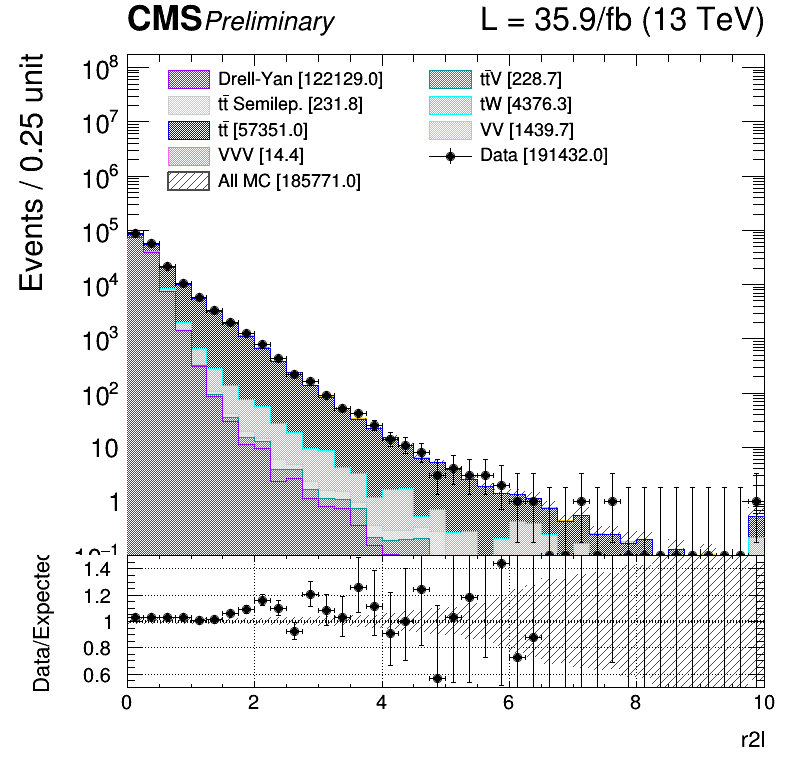 CMS Preliminary L = 35.9/fb (13 TeV)
Events / 0.25 unit
10⁸
10⁷
10⁶
10⁵
10⁴
10³
10²
10
1
10⁻¹
Drell-Yan [122129.0]
tt̄ Semilep. [231.8]
tt̄ [57351.0]
VVV [14.4]
All MC [185771.0]
tt̄V [228.7]
tW [4376.3]
VV [1439.7]
Data [191432.0]
Data/Expected
1.4
1.2
1
0.8
0.6
0 2 4 6 8 10
r2l